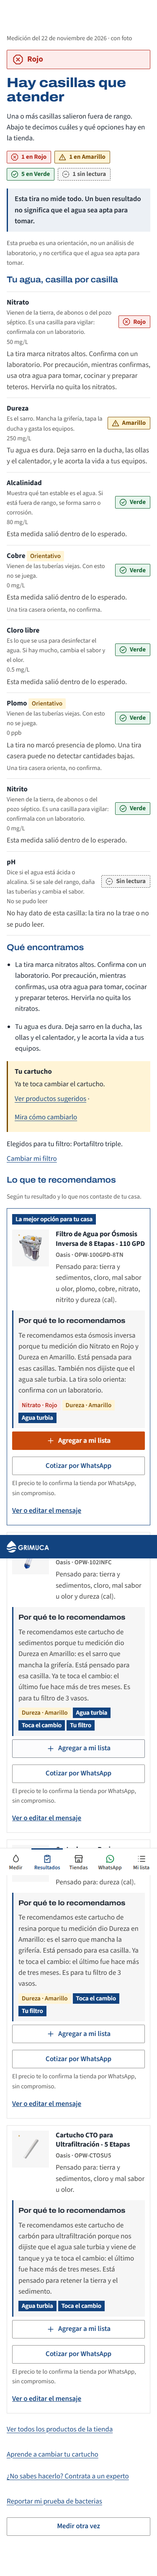 Medición del 22 de noviembre de 2026 · con foto
Rojo
Hay casillas que
atender
Una o más casillas salieron fuera de rango.
Abajo te decimos cuáles y qué opciones hay en
la tienda.
1 en Rojo
1 en Amarillo
5 en Verde
1 sin lectura
Esta tira no mide todo. Un buen resultado
no significa que el agua sea apta para
tomar.
Esta prueba es una orientación, no un análisis de
laboratorio, y no certifica que el agua sea apta para
tomar.
Tu agua, casilla por casilla
Nitrato
Vienen de la tierra, de abonos o del pozo
séptico. Es una casilla para vigilar:
confírmala con un laboratorio.
50 mg/L
Rojo
La tira marca nitratos altos. Confirma con un
laboratorio. Por precaución, mientras confirmas,
usa otra agua para tomar, cocinar y preparar
teteros. Hervirla no quita los nitratos.
Dureza
Es el sarro. Mancha la grifería, tapa la
ducha y gasta los equipos.
250 mg/L
Amarillo
Tu agua es dura. Deja sarro en la ducha, las ollas
y el calentador, y le acorta la vida a tus equipos.
Alcalinidad
Muestra qué tan estable es el agua. Si
está fuera de rango, se forma sarro o
corrosión.
80 mg/L
Verde
Esta medida salió dentro de lo esperado.
Cobre Orientativo
Vienen de las tuberías viejas. Con esto
no se juega.
0 mg/L
Verde
Esta medida salió dentro de lo esperado.
Una tira casera orienta, no confirma.
Cloro libre
Es lo que se usa para desinfectar el
agua. Si hay mucho, cambia el sabor y
el olor.
0.5 mg/L
Verde
Esta medida salió dentro de lo esperado.
Plomo Orientativo
Vienen de las tuberías viejas. Con esto
no se juega.
0 ppb
Verde
La tira no marcó presencia de plomo. Una tira
casera puede no detectar cantidades bajas.
Una tira casera orienta, no confirma.
Nitrito
Vienen de la tierra, de abonos o del
pozo séptico. Es una casilla para vigilar:
confírmala con un laboratorio.
0 mg/L
Verde
Esta medida salió dentro de lo esperado.
pH
Dice si el agua está ácida o
alcalina. Si se sale del rango, daña
las tuberías y cambia el sabor.
No se pudo leer
Sin lectura
No hay dato de esta casilla: la tira no la trae o no
se pudo leer.
Qué encontramos
• La tira marca nitratos altos. Confirma con un
laboratorio. Por precaución, mientras
confirmas, usa otra agua para tomar, cocinar
y preparar teteros. Hervirla no quita los
nitratos.
• Tu agua es dura. Deja sarro en la ducha, las
ollas y el calentador, y le acorta la vida a tus
equipos.
Tu cartucho
Ya te toca cambiar el cartucho.
Ver productos sugeridos ·
Mira cómo cambiarlo
Elegidos para tu filtro: Portafiltro triple.
Cambiar mi filtro
Lo que te recomendamos
Según tu resultado y lo que nos contaste de tu casa.
La mejor opción para tu casa
Filtro de Agua por Ósmosis
Inversa de 8 Etapas - 110 GPD
Oasis · OPW-100GPD-8TN
Pensado para: tierra y
sedimentos, cloro, mal sabor
u olor, plomo, cobre, nitrato,
nitrito y dureza (cal).
Por qué te lo recomendamos
Te recomendamos esta ósmosis inversa
porque tu medición dio Nitrato en Rojo y
Dureza en Amarillo. Está pensada para
esas casillas. También nos dijiste que el
agua sale turbia. La tira solo orienta:
confirma con un laboratorio.
Nitrato · Rojo
Dureza · Amarillo
Agua turbia
+ Agregar a mi lista
Cotizar por WhatsApp
El precio te lo confirma la tienda por WhatsApp,
sin compromiso.
Ver o editar el mensaje
GRIMUCA
Oasis · OPW-102INFC
Pensado para: tierra y
sedimentos, cloro, mal sabor
u olor y dureza (cal).
Por qué te lo recomendamos
Te recomendamos este cartucho de
sedimentos porque tu medición dio
Dureza en Amarillo: es el sarro que
mancha la grifería. Está pensado para esa
casilla. Ya te toca el cambio: el último
fue hace más de tres meses. Es
para tu filtro de 3 vasos.
Dureza · Amarillo
Agua turbia
Toca el cambio
Tu filtro
+ Agregar a mi lista
Cotizar por WhatsApp
El precio te lo confirma la tienda por WhatsApp,
sin compromiso.
Ver o editar el mensaje
Medir
Resultados
Tiendas
WhatsApp
Mi lista
Pensado para: dureza (cal).
Por qué te lo recomendamos
Te recomendamos este cartucho de
resina porque tu medición dio Dureza en
Amarillo: es el sarro que mancha la
grifería. Está pensado para esa casilla. Ya
te toca el cambio: el último fue hace más
de tres meses. Es para tu filtro de 3
vasos.
Dureza · Amarillo
Toca el cambio
Tu filtro
+ Agregar a mi lista
Cotizar por WhatsApp
El precio te lo confirma la tienda por WhatsApp,
sin compromiso.
Ver o editar el mensaje
Cartucho CTO para
Ultrafiltración - 5 Etapas
Oasis · OPW-CTO5US
Pensado para: tierra y
sedimentos, cloro y mal sabor
u olor.
Por qué te lo recomendamos
Te recomendamos este cartucho de
carbón para ultrafiltración porque nos
dijiste que el agua sale turbia y viene de
tanque y ya te toca el cambio: el último
fue hace más de tres meses. Está
pensado para retener la tierra y el
sedimento.
Agua turbia
Toca el cambio
+ Agregar a mi lista
Cotizar por WhatsApp
El precio te lo confirma la tienda por WhatsApp,
sin compromiso.
Ver o editar el mensaje
Ver todos los productos de la tienda
Aprende a cambiar tu cartucho
¿No sabes hacerlo? Contrata a un experto
Reportar mi prueba de bacterias
Medir otra vez